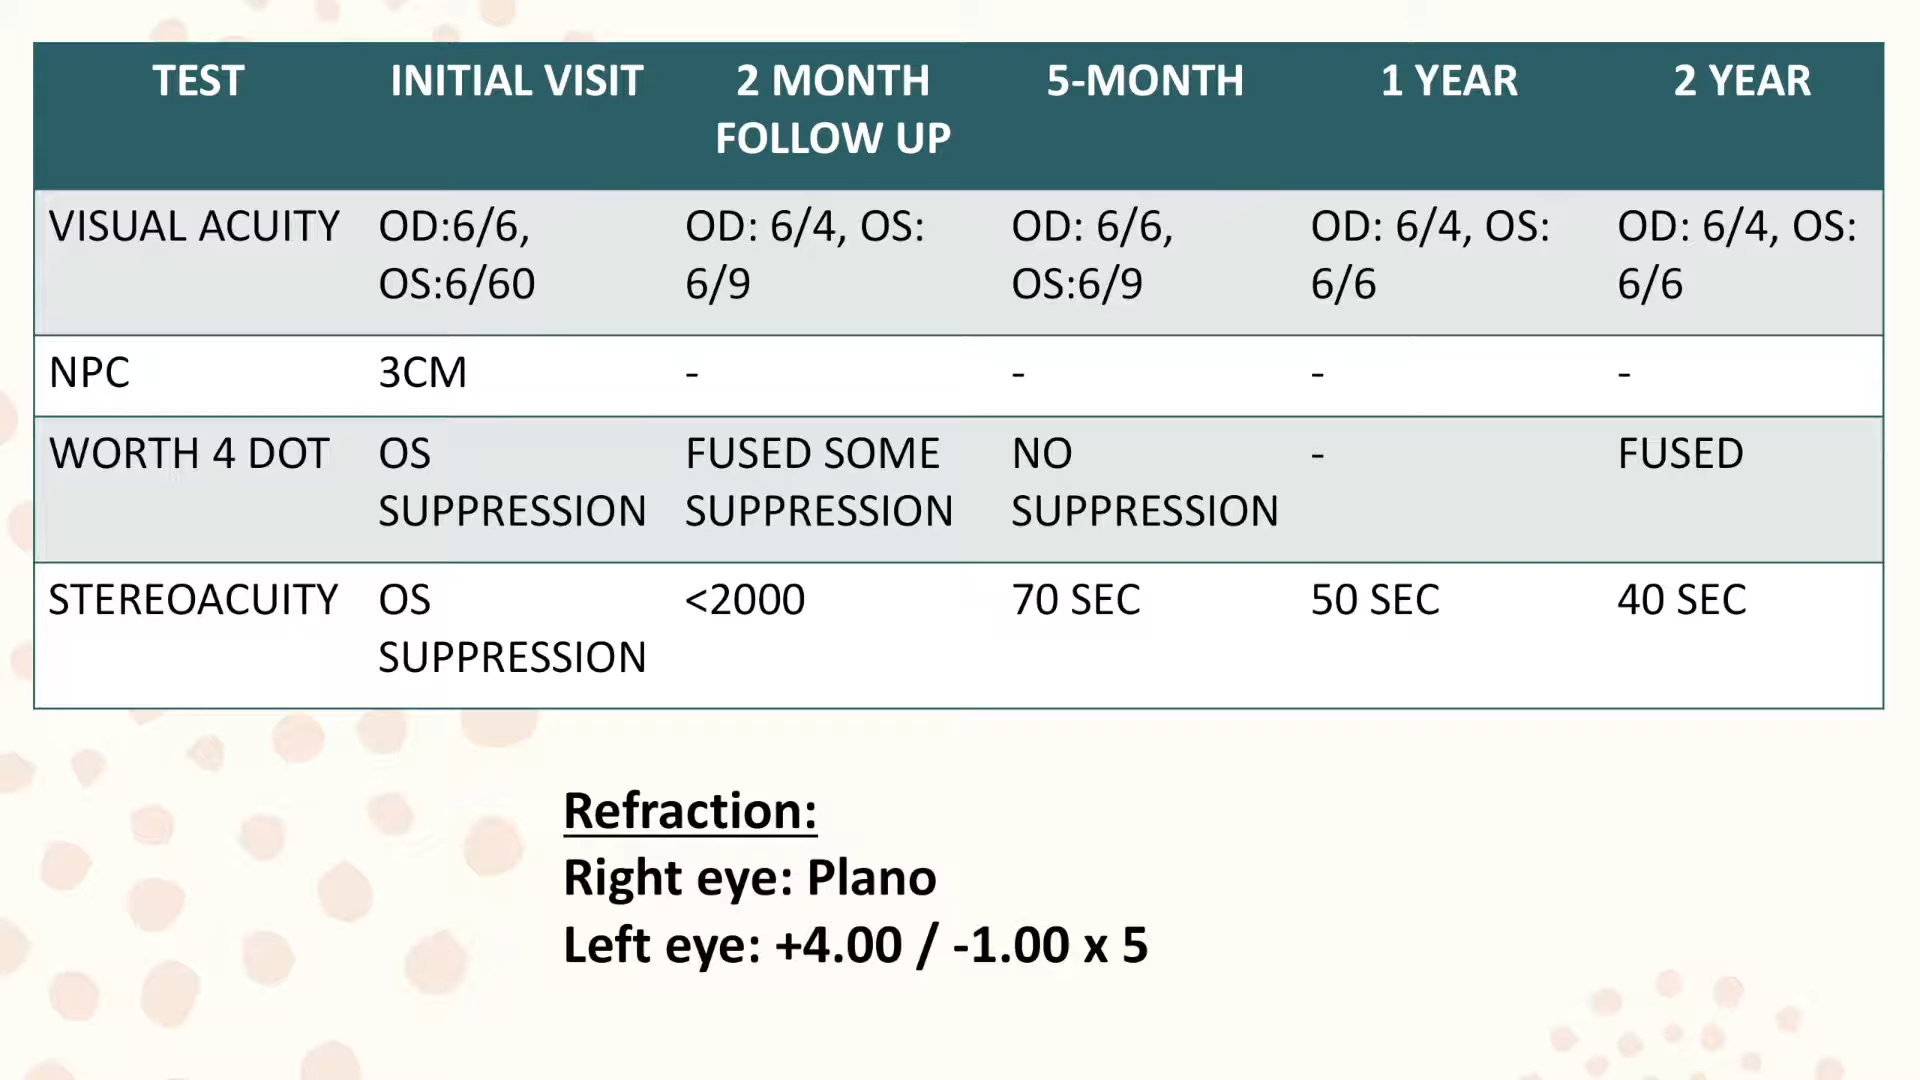 TEST INITIAL VISIT 2 MONTH FOLLOW UP 5-MONTH 1 YEAR 2 YEAR
VISUAL ACUITY OD:6/6, OS:6/60 OD: 6/4, OS: 6/9 OD: 6/6, OS:6/9 OD: 6/4, OS: 6/6 OD: 6/4, OS: 6/6
NPC 3CM - - - -
WORTH 4 DOT OS SUPPRESSION FUSED SOME SUPPRESSION NO SUPPRESSION - FUSED
STEREOACUITY OS SUPPRESSION <2000 70 SEC 50 SEC 40 SEC
Refraction:
Right eye: Plano
Left eye: +4.00 / -1.00 x 5